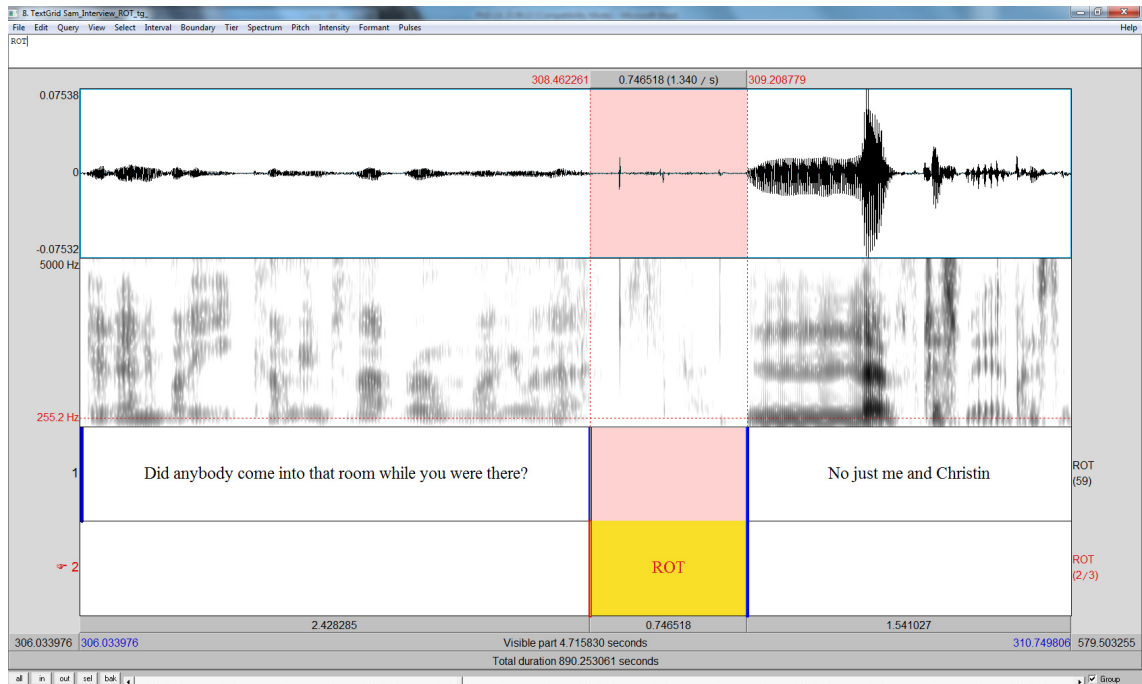 8. TextGrid Sam_Interview_ROT_tg_
File Edit Query View Select Interval Boundary Tier Spectrum Pitch Intensity Formant Pulses Help
ROT
308.462261 0.746518 (1.340 / s) 309.208779
0.07538
0
-0.07532
5000 Hz
255.2 Hz
1 Did anybody come into that room while you were there? No just me and Christin ROT
(59)
☞ 2 ROT ROT
(2/3)
2.428285 0.746518 1.541027
306.033976 306.033976 Visible part 4.715830 seconds 310.749806 579.503255
Total duration 890.253061 seconds
all in out sel bak Group